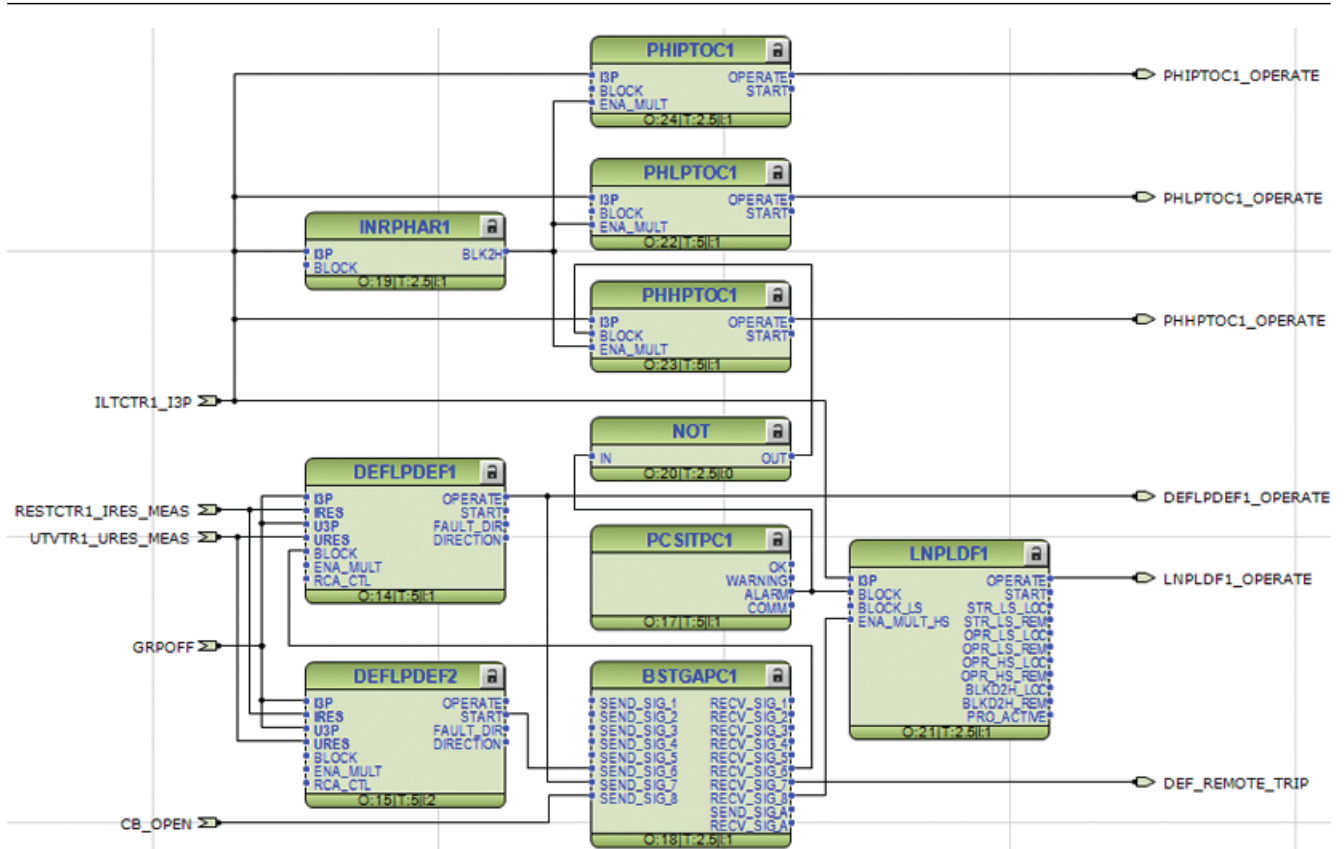 PHIPTOC1
I3P
BLOCK
ENA_MULT
OPERATE
START
O:24|T:2.5|I:1
PHIPTOC1_OPERATE
PHLPTOC1
I3P
BLOCK
ENA_MULT
OPERATE
START
O:22|T:5|I:1
PHLPTOC1_OPERATE
INRPHAR1
I3P
BLOCK
BLK2H
O:19|T:2.5|I:1
PHHPTOC1
I3P
BLOCK
ENA_MULT
OPERATE
START
O:23|T:5|I:1
PHHPTOC1_OPERATE
ILTCTR1_I3P
NOT
IN
OUT
O:20|T:2.5|I:0
DEFLPDEF1
I3P
IRES
U3P
URES
BLOCK
ENA_MULT
RCA_CTL
OPERATE
START
FAULT_DIR
DIRECTION
O:14|T:5|I:1
RESTCTR1_IRES_MEAS
UTVTR1_URES_MEAS
DEFLPDEF1_OPERATE
PCSITPC1
OK
WARNING
ALARM
COMM
O:17|T:5|I:1
LNPLDF1
I3P
BLOCK
BLOCK_LS
ENA_MULT_HS
OPERATE
START
STR_LS_LOC
STR_LS_REM
OPR_LS_LOC
OPR_LS_REM
OPR_HS_LOC
OPR_HS_REM
BLKD2H_LOC
BLKD2H_REM
PRO_ACTIVE
O:21|T:2.5|I:1
LNPLDF1_OPERATE
GRPOFF
DEFLPDEF2
I3P
IRES
U3P
URES
BLOCK
ENA_MULT
RCA_CTL
OPERATE
START
FAULT_DIR
DIRECTION
O:15|T:5|I:2
BSTGAPC1
SEND_SIG_1
SEND_SIG_2
SEND_SIG_3
SEND_SIG_4
SEND_SIG_5
SEND_SIG_6
SEND_SIG_7
SEND_SIG_8
RECV_SIG_1
RECV_SIG_2
RECV_SIG_3
RECV_SIG_4
RECV_SIG_5
RECV_SIG_6
RECV_SIG_7
RECV_SIG_8
SEND_SIG_A
RECV_SIG_A
O:18|T:2.5|I:1
DEF_REMOTE_TRIP
CB_OPEN